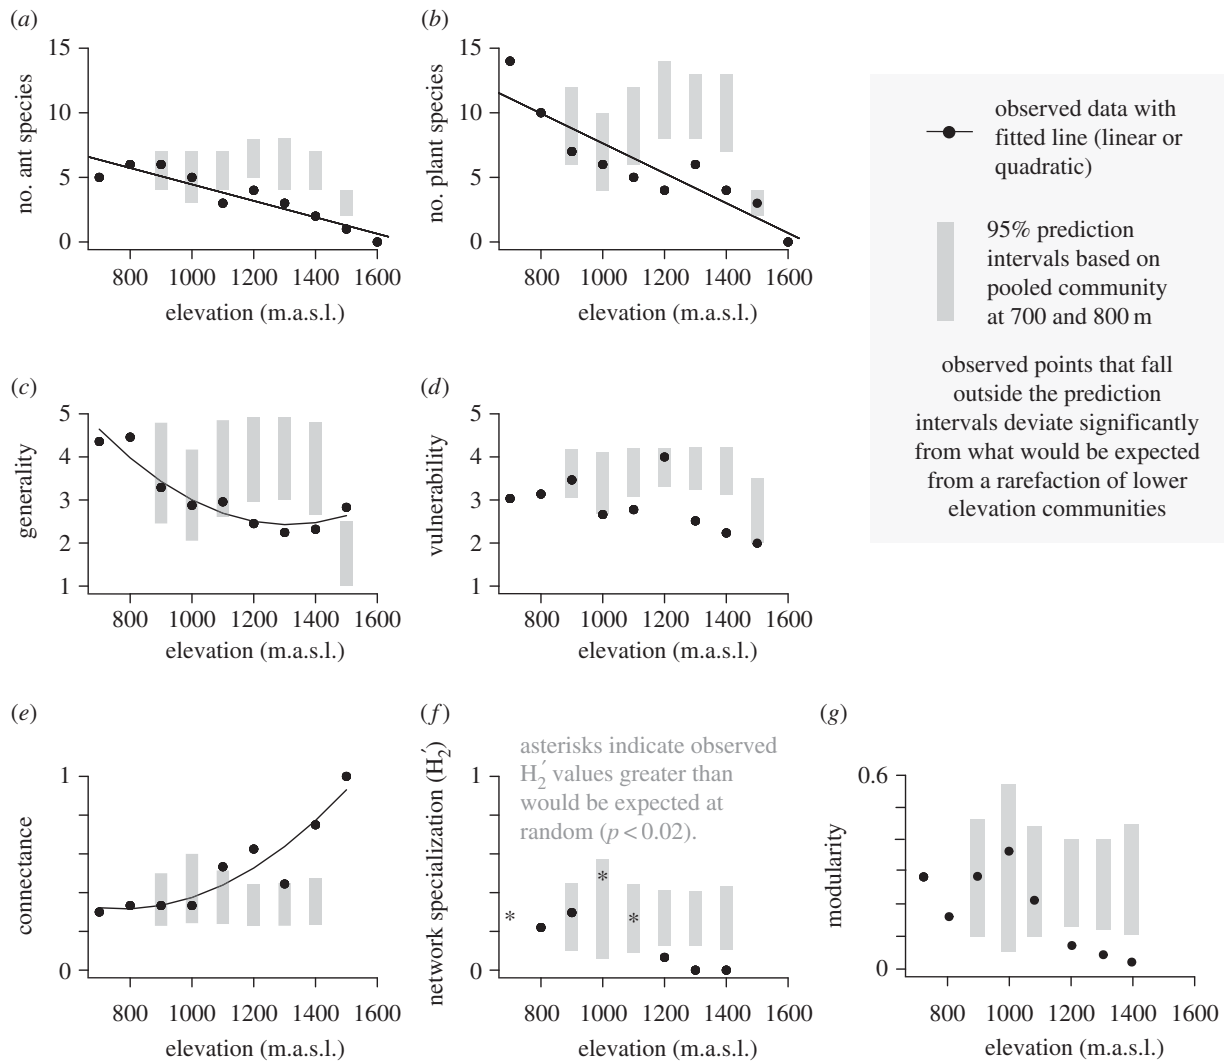 (a)
15
10
5
0
no. ant species
800 1000 1200 1400 1600
elevation (m.a.s.l.)
(b)
15
10
5
0
no. plant species
800 1000 1200 1400 1600
elevation (m.a.s.l.)
observed data with
fitted line (linear or
quadratic)
95% prediction
intervals based on
pooled community
at 700 and 800 m
observed points that fall
outside the prediction
intervals deviate significantly
from what would be expected
from a rarefaction of lower
elevation communities
(c)
5
4
3
2
1
generality
800 1000 1200 1400 1600
elevation (m.a.s.l.)
(d)
5
4
3
2
1
vulnerability
800 1000 1200 1400 1600
elevation (m.a.s.l.)
(e)
1
0
connectance
800 1000 1200 1400 1600
elevation (m.a.s.l.)
(f)
asterisks indicate observed
H₂′ values greater than
would be expected at
random (p < 0.02).
1
0
network specialization (H₂′)
* * *
800 1000 1200 1400 1600
elevation (m.a.s.l.)
(g)
0.6
0
modularity
800 1000 1200 1400 1600
elevation (m.a.s.l.)